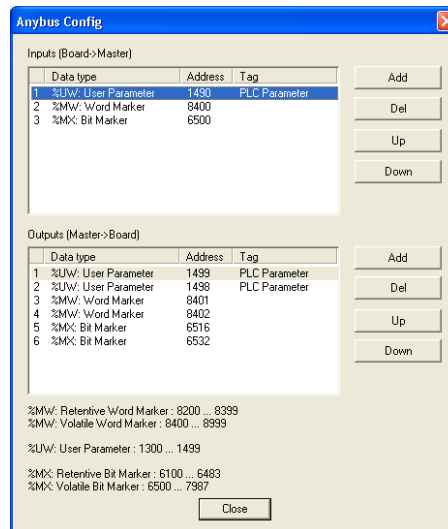 Anybus Config
Inputs (Board->Master)
Data type Address Tag
1 %UW: User Parameter 1490 PLC Parameter
2 %MW: Word Marker 8400
3 %MX: Bit Marker 6500
Add
Del
Up
Down
Outputs (Master->Board)
Data type Address Tag
1 %UW: User Parameter 1499 PLC Parameter
2 %UW: User Parameter 1498 PLC Parameter
3 %MW: Word Marker 8401
4 %MW: Word Marker 8402
5 %MX: Bit Marker 6516
6 %MX: Bit Marker 6532
Add
Del
Up
Down
%MW: Retentive Word Marker : 8200 ... 8399
%MW: Volatile Word Marker : 8400 ... 8999
%UW: User Parameter : 1300 ... 1499
%MX: Retentive Bit Marker : 6100 ... 6483
%MX: Volatile Bit Marker : 6500 ... 7987
Close